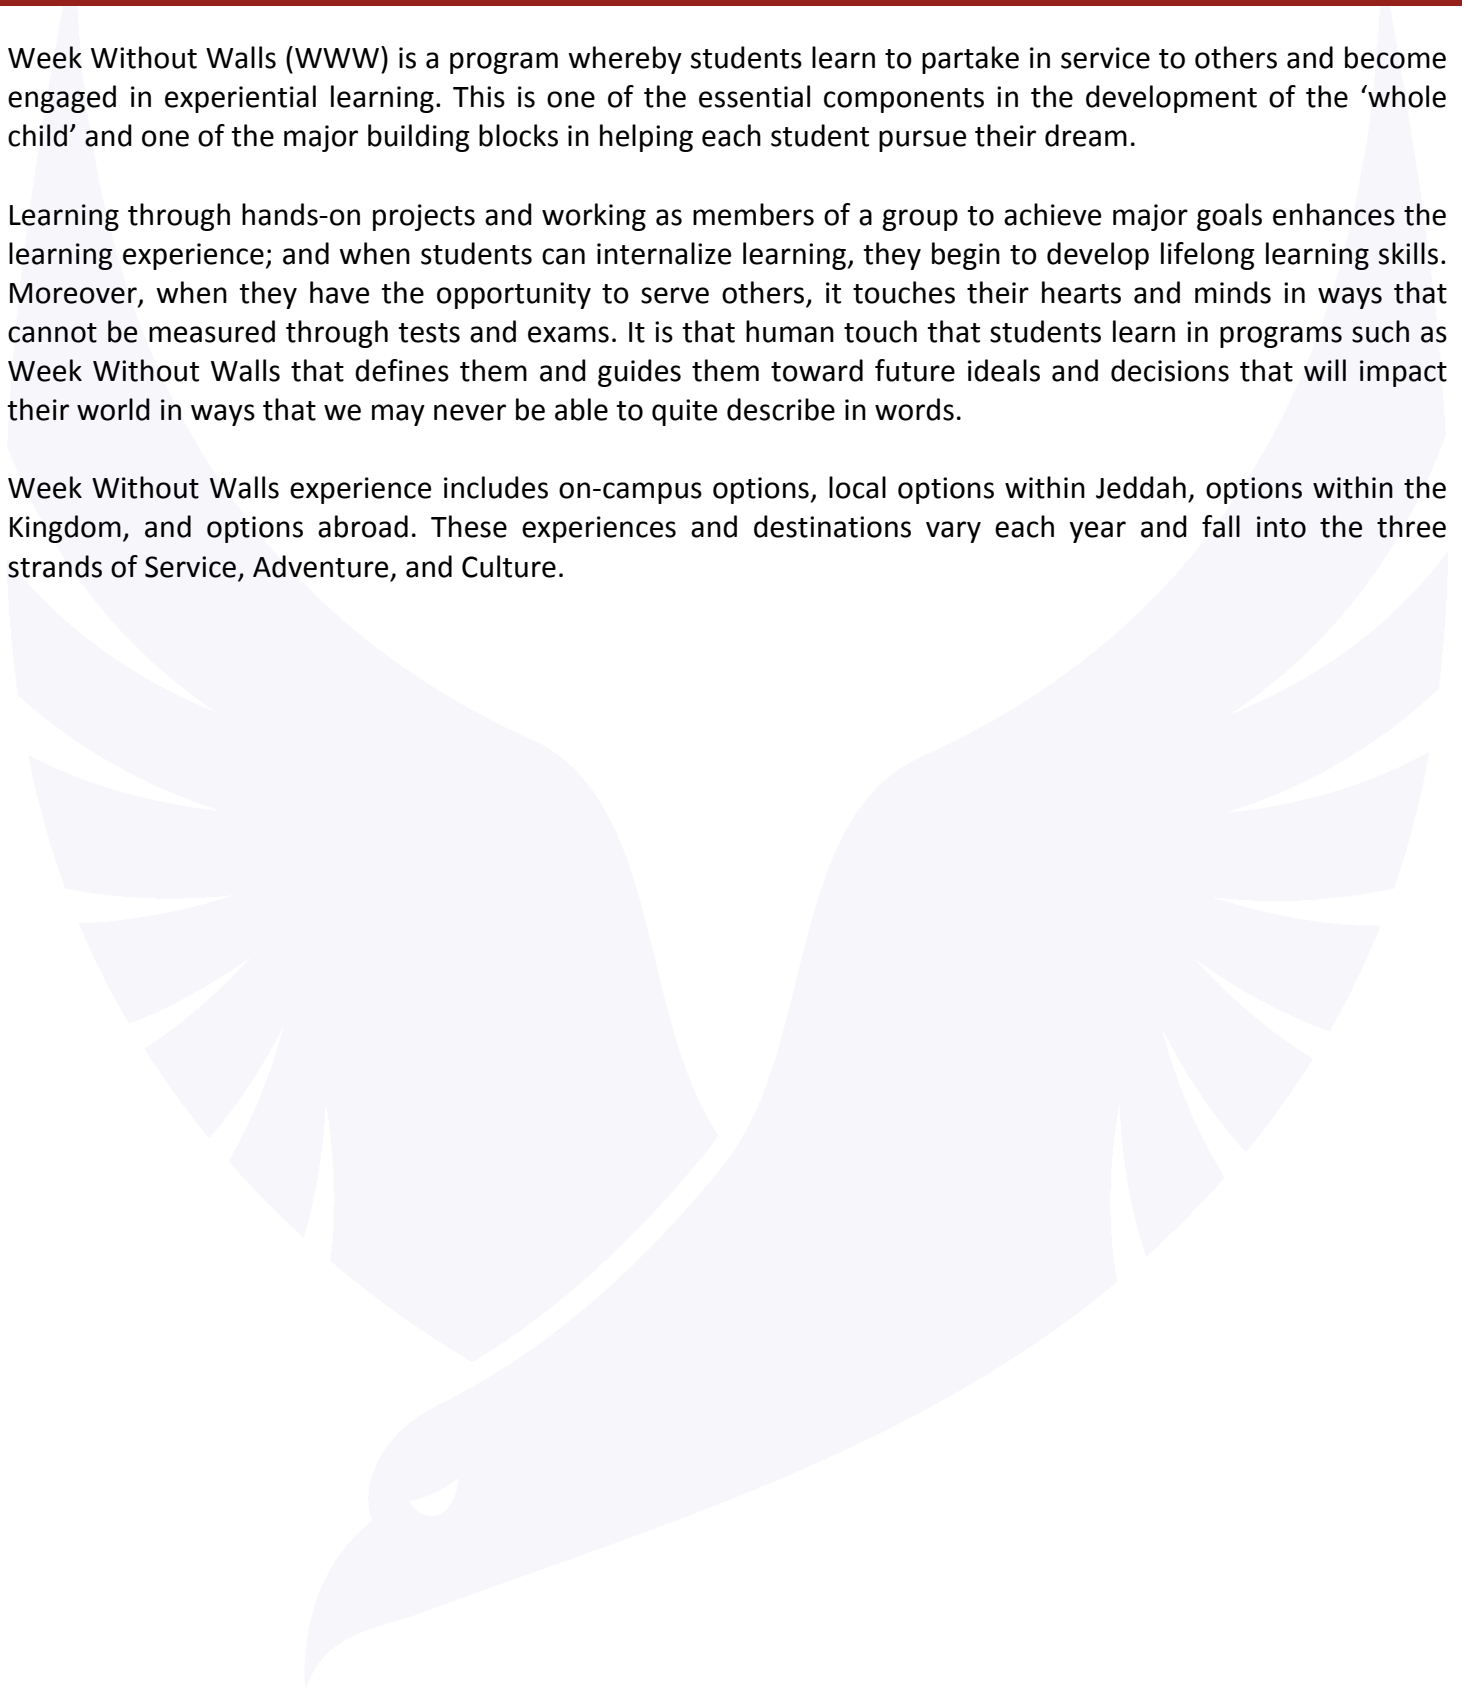 Week Without Walls (WWW) is a program whereby students learn to partake in service to others and become
engaged in experiential learning. This is one of the essential components in the development of the ‘whole
child’ and one of the major building blocks in helping each student pursue their dream.
Learning through hands-on projects and working as members of a group to achieve major goals enhances the
learning experience; and when students can internalize learning, they begin to develop lifelong learning skills.
Moreover, when they have the opportunity to serve others, it touches their hearts and minds in ways that
cannot be measured through tests and exams. It is that human touch that students learn in programs such as
Week Without Walls that defines them and guides them toward future ideals and decisions that will impact
their world in ways that we may never be able to quite describe in words.
Week Without Walls experience includes on-campus options, local options within Jeddah, options within the
Kingdom, and options abroad. These experiences and destinations vary each year and fall into the three
strands of Service, Adventure, and Culture.